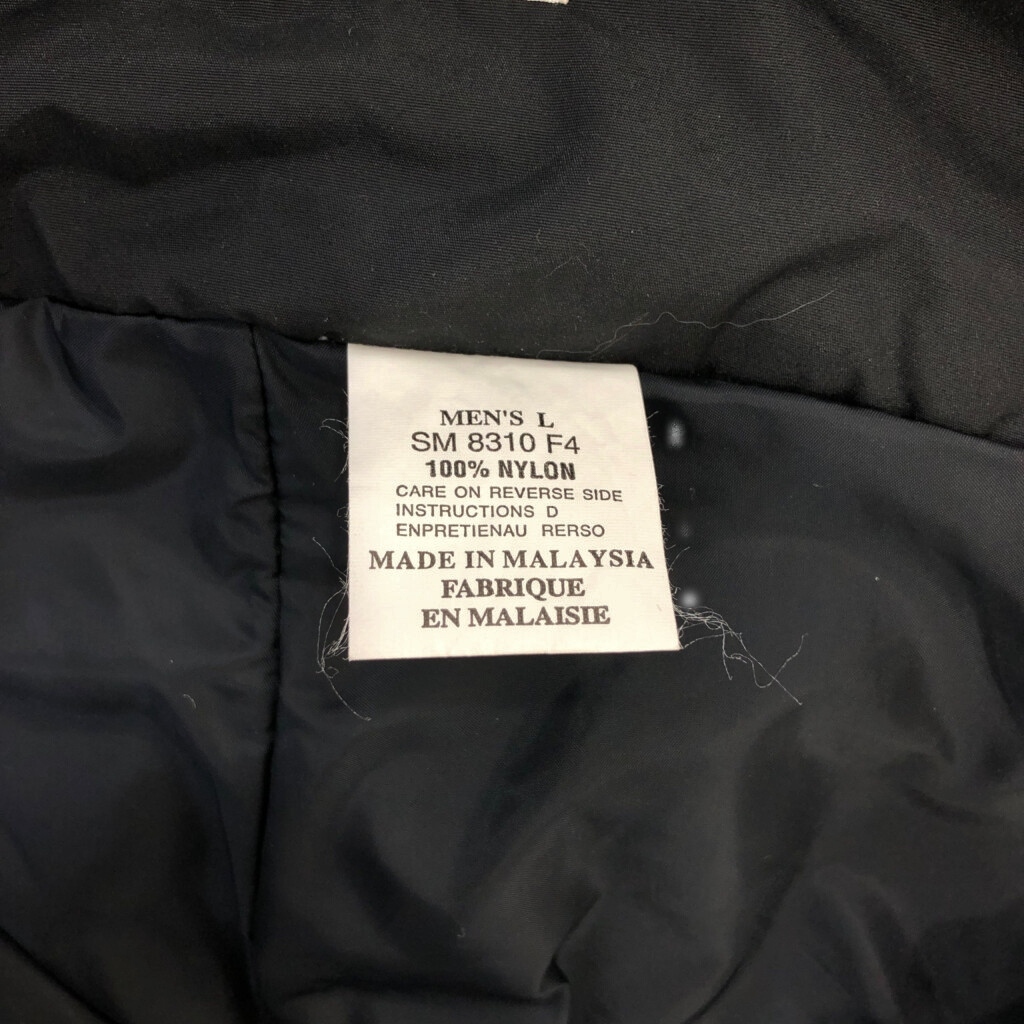 MEN'S L
SM 8310 F4
100% NYLON
CARE ON REVERSE SIDE
INSTRUCTIONS D
ENPRETIENAU RERSO
MADE IN MALAYSIA
FABRIQUE
EN MALAISIE